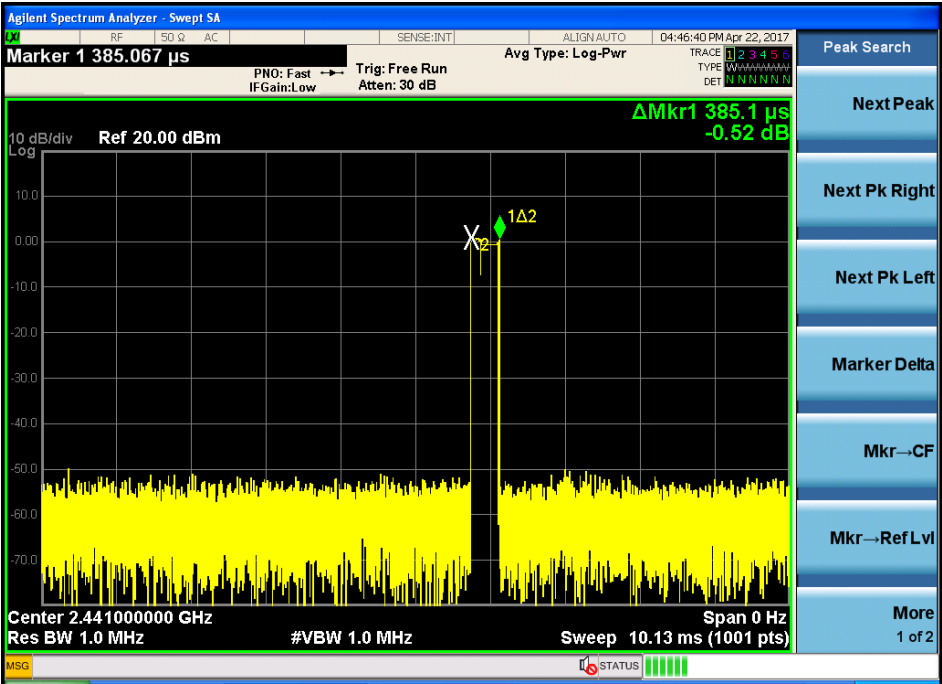 Agilent Spectrum Analyzer - Swept SA
LXI RF 50 Ω AC SENSE:INT ALIGN AUTO 04:46:40 PM Apr 22, 2017
Marker 1 385.067 µs
PNO: Fast
IFGain:Low
Trig: Free Run
Atten: 30 dB
Avg Type: Log-Pwr
TRACE 1 2 3 4 5 6
TYPE WWWWWW
DET N N N N N N
Peak Search
Next Peak
Next Pk Right
Next Pk Left
Marker Delta
Mkr→CF
Mkr→Ref Lvl
More
1 of 2
ΔMkr1 385.1 µs
-0.52 dB
10 dB/div Ref 20.00 dBm
Log
10.0
0.00
-10.0
-20.0
-30.0
-40.0
-50.0
-60.0
-70.0
1Δ2
X2
Center 2.441000000 GHz Span 0 Hz
Res BW 1.0 MHz #VBW 1.0 MHz Sweep 10.13 ms (1001 pts)
MSG STATUS